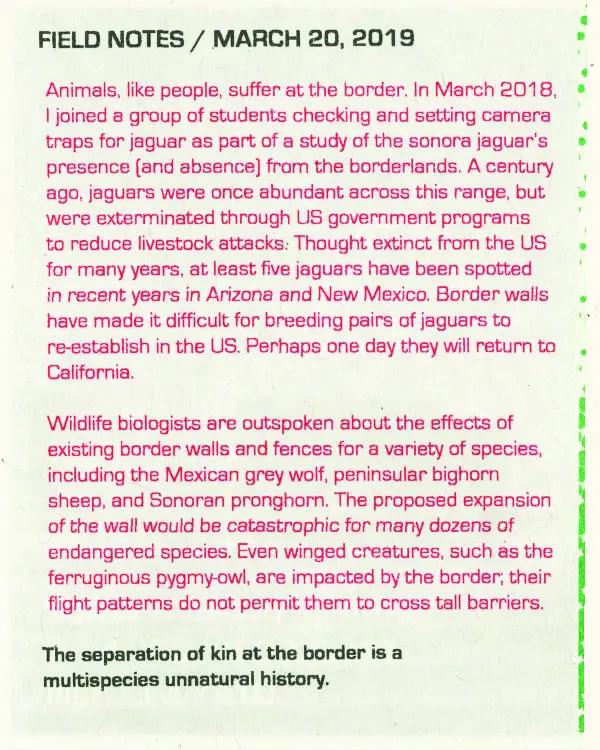 FIELD NOTES / MARCH 20, 2019
Animals, like people, suffer at the border. In March 2018,
I joined a group of students checking and setting camera
traps for jaguar as part of a study of the sonora jaguar's
presence (and absence) from the borderlands. A century
ago, jaguars were once abundant across this range, but
were exterminated through US government programs
to reduce livestock attacks. Thought extinct from the US
for many years, at least five jaguars have been spotted
in recent years in Arizona and New Mexico. Border walls
have made it difficult for breeding pairs of jaguars to
re-establish in the US. Perhaps one day they will return to
California.
Wildlife biologists are outspoken about the effects of
existing border walls and fences for a variety of species,
including the Mexican grey wolf, peninsular bighorn
sheep, and Sonoran pronghorn. The proposed expansion
of the wall would be catastrophic for many dozens of
endangered species. Even winged creatures, such as the
ferruginous pygmy-owl, are impacted by the border; their
flight patterns do not permit them to cross tall barriers.
The separation of kin at the border is a
multispecies unnatural history.